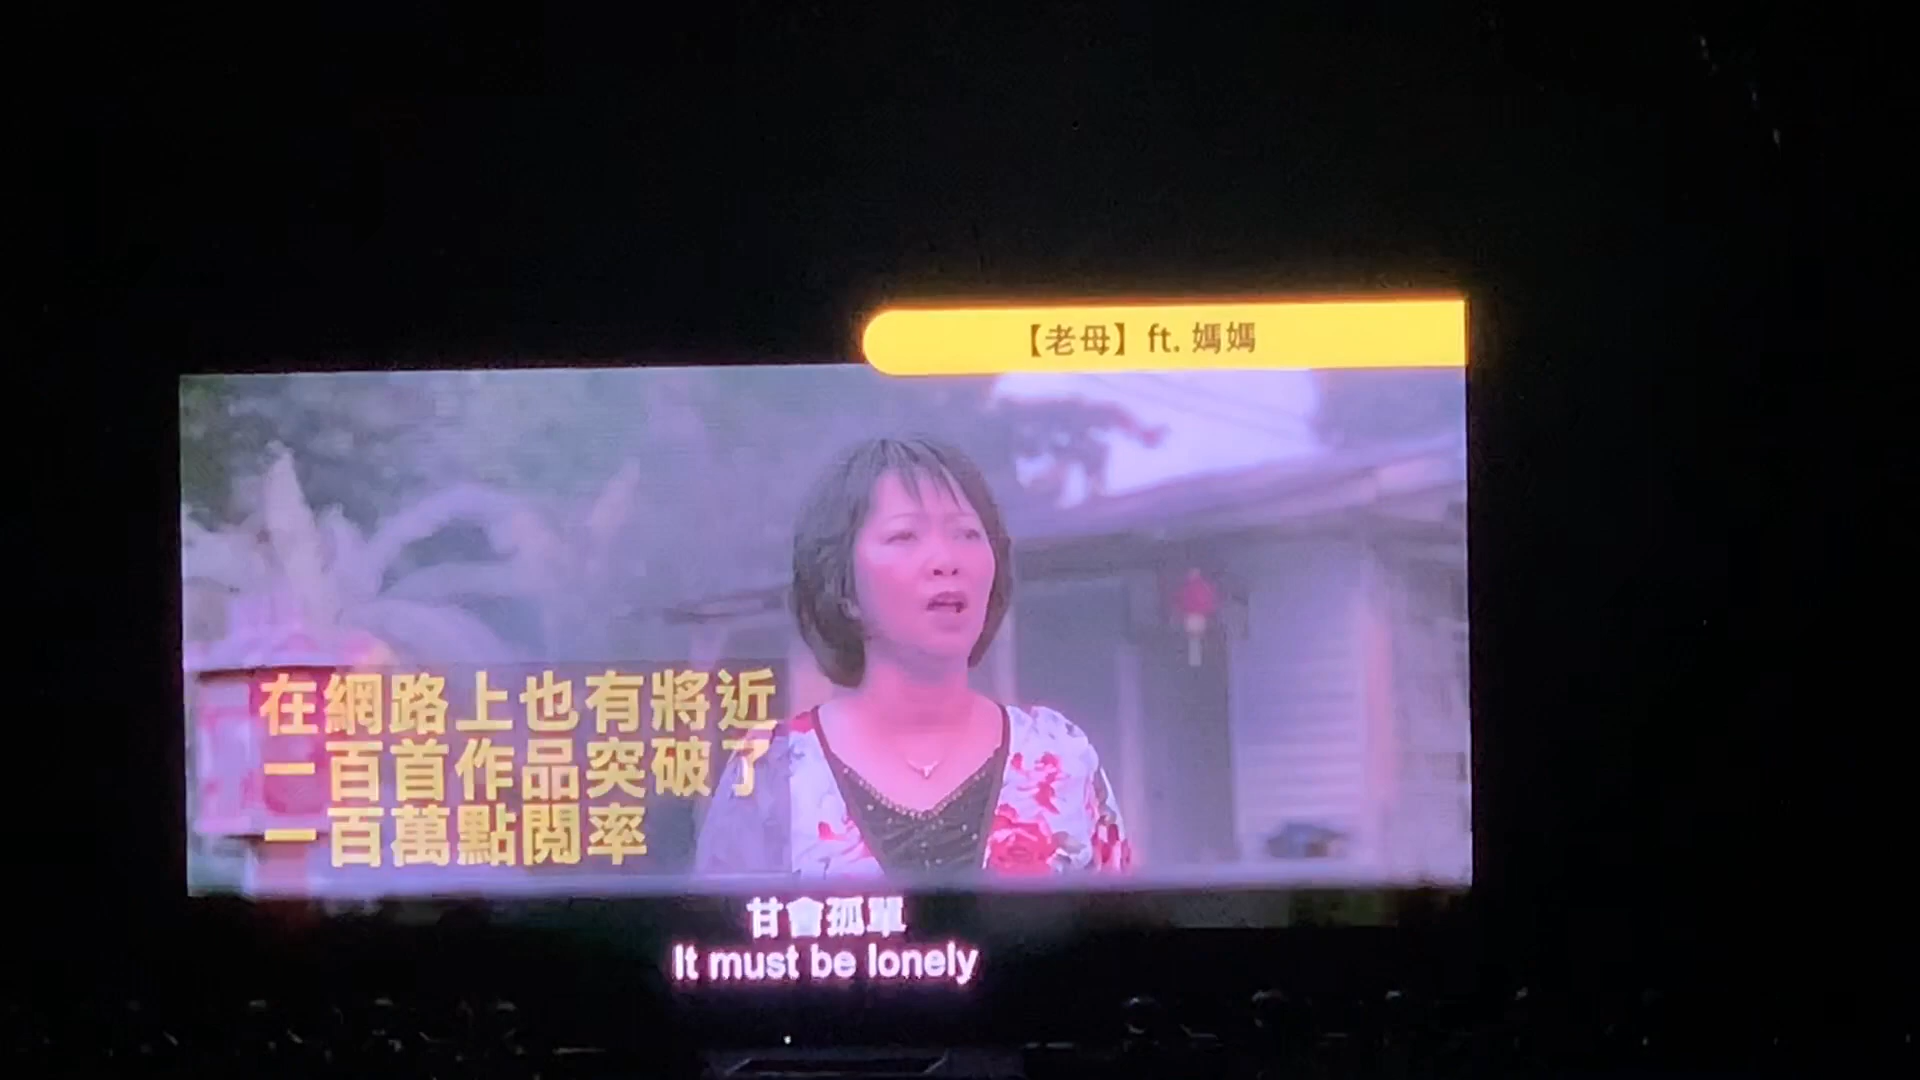 【老母】ft. 媽媽
在網路上也有將近
一百首作品突破了
一百萬點閱率
甘會孤單
It must be lonely